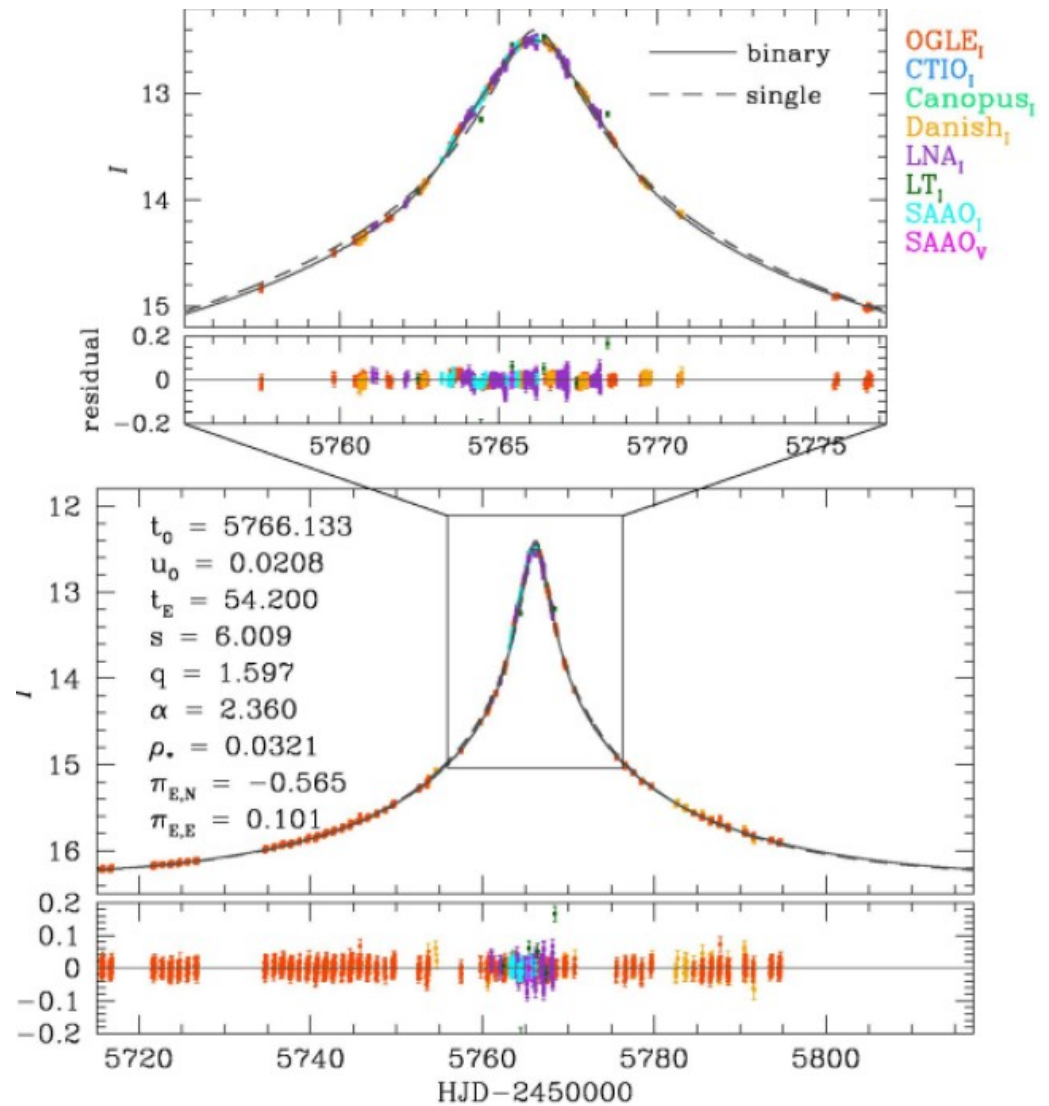 binary
single
OGLE_I
CTIO_I
Canopus_I
Danish_I
LNA_I
LT_I
SAAO_I
SAAO_V
I
13
14
15
residual
0.2
0
−0.2
5760 5765 5770 5775
I
12
13
14
15
16
t_0 = 5766.133
u_0 = 0.0208
t_E = 54.200
s = 6.009
q = 1.597
α = 2.360
ρ_* = 0.0321
π_{E,N} = −0.565
π_{E,E} = 0.101
0.2
0.1
0
−0.1
−0.2
5720 5740 5760 5780 5800
HJD−2450000